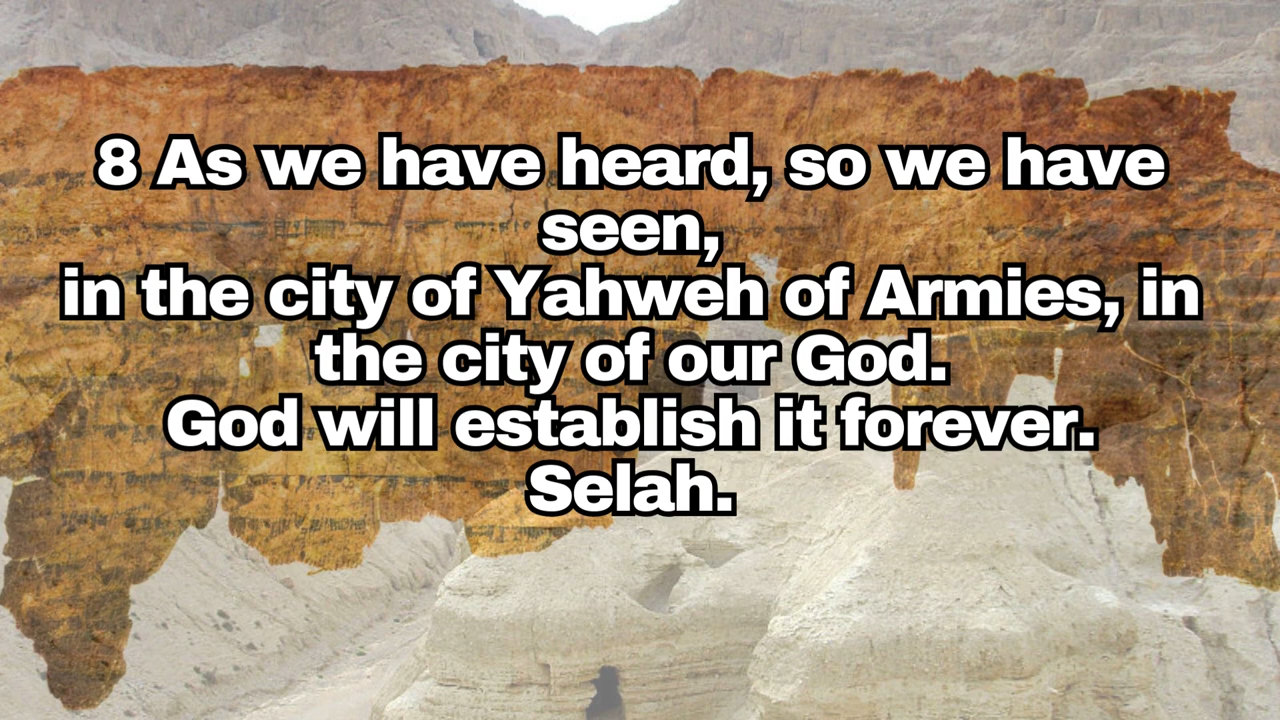 8 As we have heard, so we have
seen,
in the city of Yahweh of Armies, in
the city of our God.
God will establish it forever.
Selah.